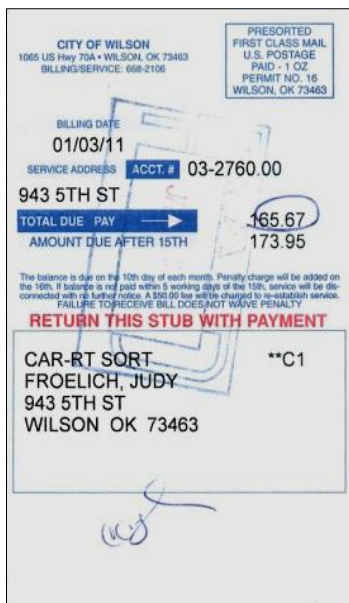 CITY OF WILSON
1065 US Hwy 70A • WILSON, OK 73463
BILLING/SERVICE: 668-2106
PRESORTED
FIRST CLASS MAIL
U.S. POSTAGE
PAID - 1 OZ
PERMIT NO. 16
WILSON, OK 73463
BILLING DATE
01/03/11
SERVICE ADDRESS ACCT. # 03-2760.00
943 5TH ST
TOTAL DUE PAY 165.67
AMOUNT DUE AFTER 15TH 173.95
The balance is due on the 10th day of each month. Penalty charge will be added on
the 16th. If balance is not paid within 5 working days of the 15th, service will be dis-
connected with no further notice. A $50.00 fee will be charged to re-establish service.
FAILURE TO RECEIVE BILL DOES NOT WAIVE PENALTY
RETURN THIS STUB WITH PAYMENT
CAR-RT SORT **C1
FROELICH, JUDY
943 5TH ST
WILSON OK 73463